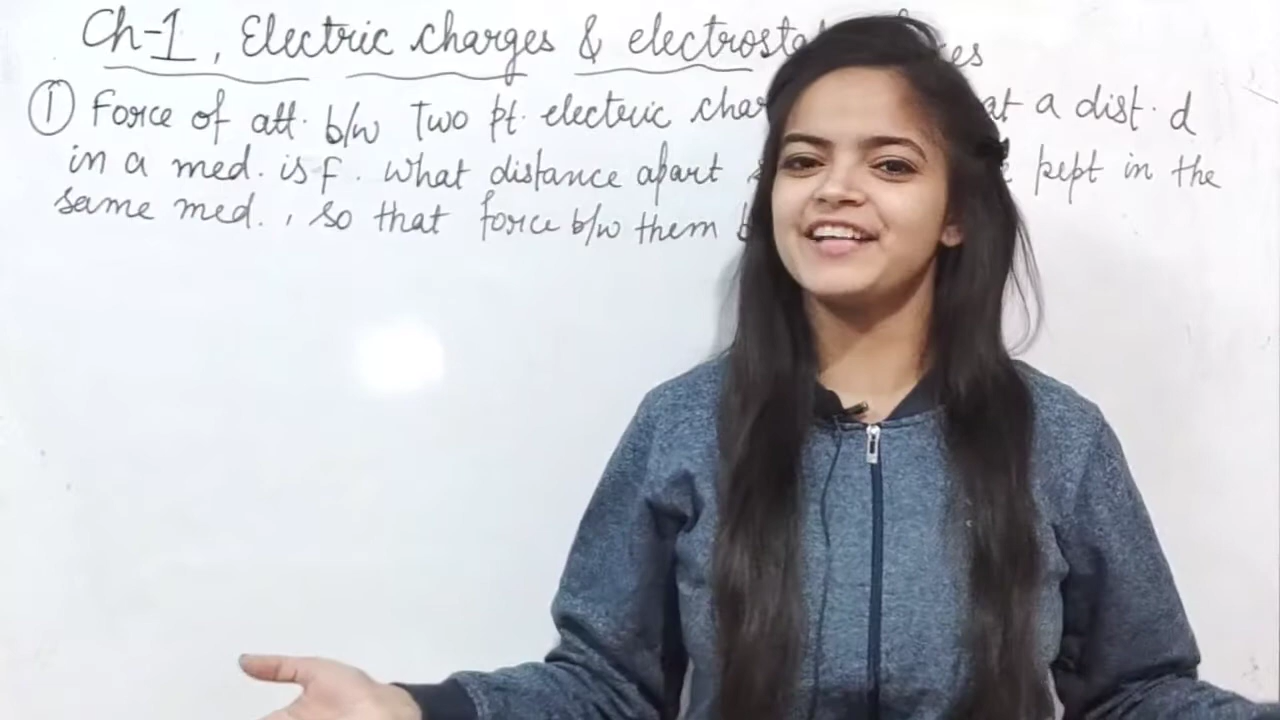 Ch-1, Electric charges & electrosta es
① Force of att. b/w Two pt. electric char at a dist. d
in a med. is F. What distance apart kept in the
same med., so that force b/w them